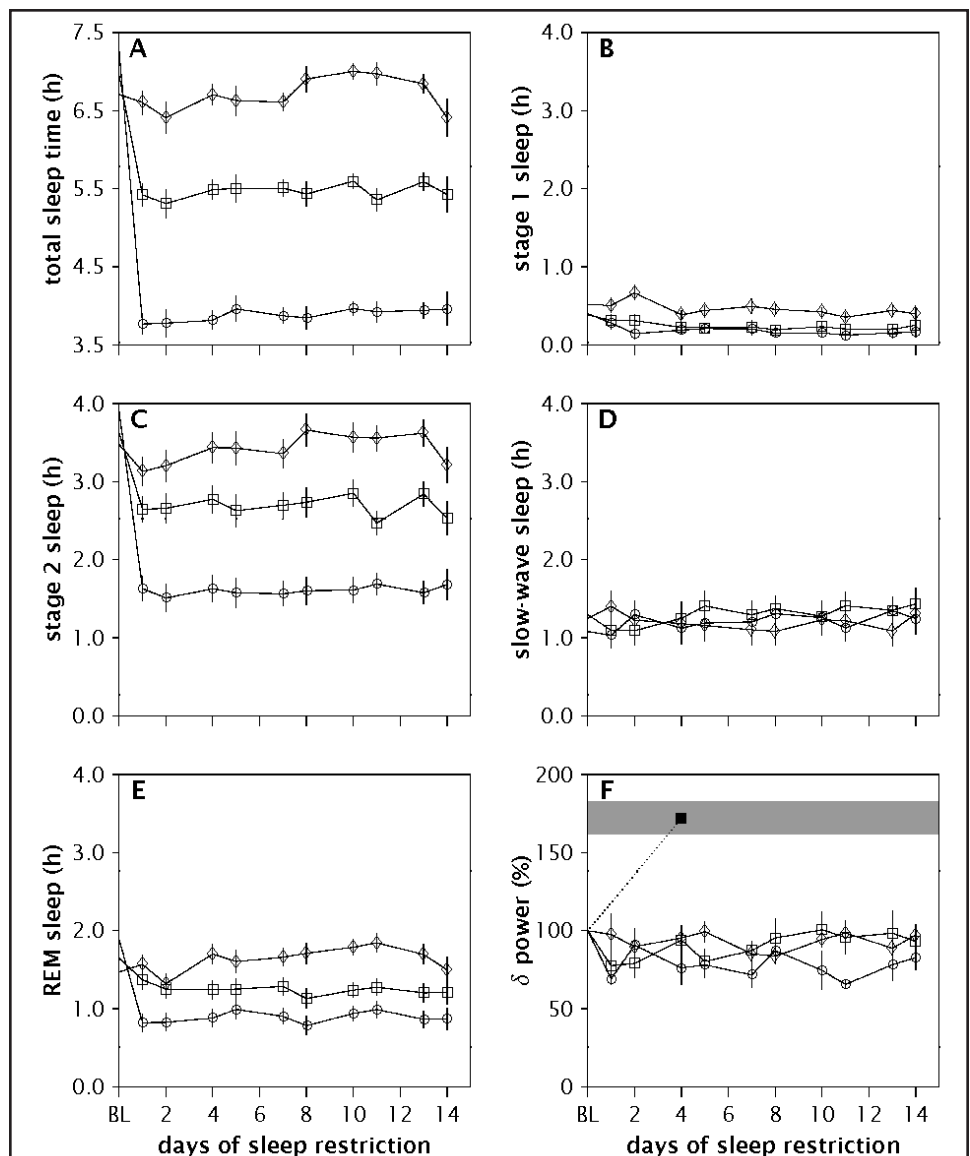 A
total sleep time (h)
7.5
6.5
5.5
4.5
3.5
B
stage 1 sleep (h)
4.0
3.0
2.0
1.0
0.0
C
stage 2 sleep (h)
4.0
3.0
2.0
1.0
0.0
D
slow-wave sleep (h)
4.0
3.0
2.0
1.0
0.0
E
REM sleep (h)
4.0
3.0
2.0
1.0
0.0
BL 2 4 6 8 10 12 14
days of sleep restriction
F
δ power (%)
200
150
100
50
0
BL 2 4 6 8 10 12 14
days of sleep restriction